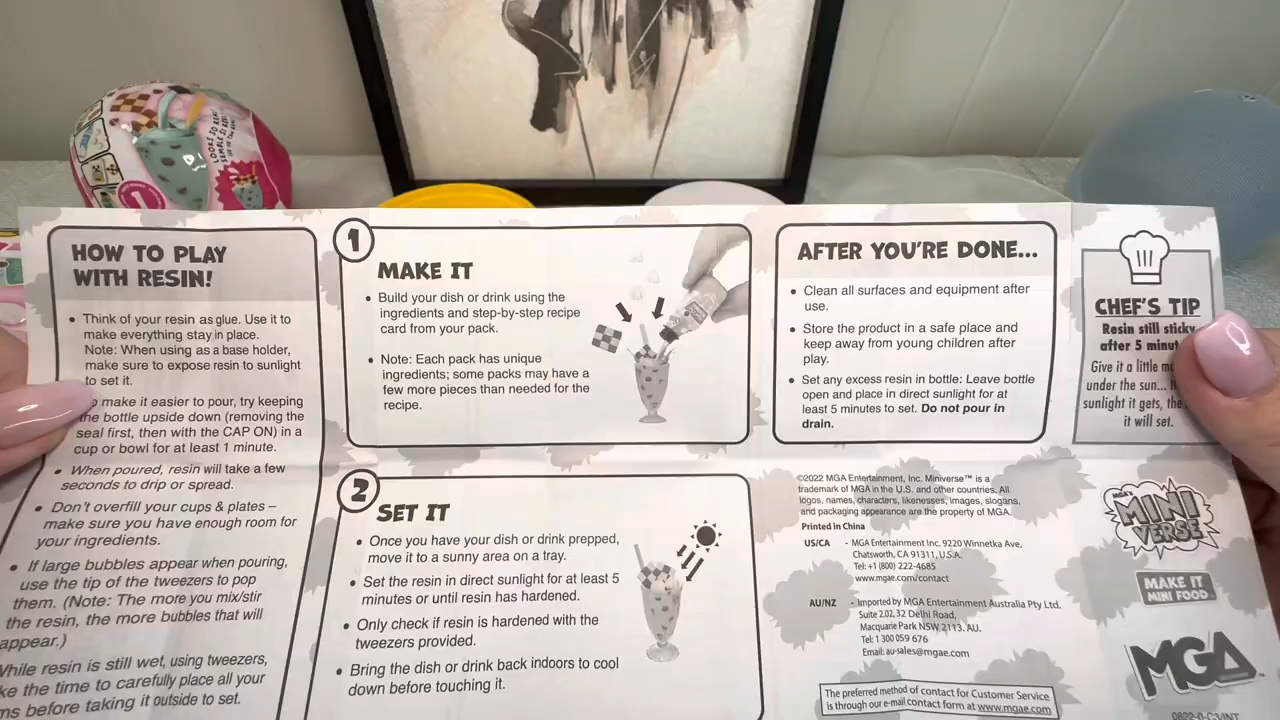 LOOKS SO REAL
HOW TO PLAY
WITH RESIN!
• Think of your resin as glue. Use it to
make everything stay in place.
Note: When using as a base holder,
make sure to expose resin to sunlight
to set it.
make it easier to pour, try keeping
the bottle upside down (removing the
seal first, then with the CAP ON) in a
cup or bowl for at least 1 minute.
• When poured, resin will take a few
seconds to drip or spread.
• Don't overfill your cups & plates –
make sure you have enough room for
your ingredients.
• If large bubbles appear when pouring,
use the tip of the tweezers to pop
them. (Note: The more you mix/stir
the resin, the more bubbles that will
appear.)
While resin is still wet, using tweezers,
the time to carefully place all your
before taking it outside to set.
1
MAKE IT
• Build your dish or drink using the
ingredients and step-by-step recipe
card from your pack.
• Note: Each pack has unique
ingredients; some packs may have a
few more pieces than needed for the
recipe.
2
SET IT
• Once you have your dish or drink prepped,
move it to a sunny area on a tray.
• Set the resin in direct sunlight for at least 5
minutes or until resin has hardened.
• Only check if resin is hardened with the
tweezers provided.
• Bring the dish or drink back indoors to cool
down before touching it.
AFTER YOU'RE DONE...
• Clean all surfaces and equipment after
use.
• Store the product in a safe place and
keep away from young children after
play.
• Set any excess resin in bottle: Leave bottle
open and place in direct sunlight for at
least 5 minutes to set. Do not pour in
drain.
CHEF'S TIP
Resin still sticky
after 5
Give it a little
under the sun...
sunlight it gets, the
it will set.
©2022 MGA Entertainment, Inc. Miniverse™ is a
trademark of MGA in the U.S. and other countries. All
logos, names, characters, likenesses, images, slogans,
and packaging appearance are the property of MGA.
Printed in China
US/CA - MGA Entertainment Inc. 9220 Winnetka Ave,
Chatsworth, CA 91311, U.S.A.
Tel: +1 (800) 222-4685
www.mgae.com/contact
AU/NZ - Imported by MGA Entertainment Australia Pty Ltd.
Suite 2.02, 32 Delhi Road,
Macquarie Park NSW 2113. AU.
Tel: 1 300 059 676
Email: au-sales@mgae.com
The preferred method of contact for Customer Service
is through our e-mail contact form at www.mgae.com
MGA's
MINI
VERSE
MAKE IT
MINI FOOD
MGA